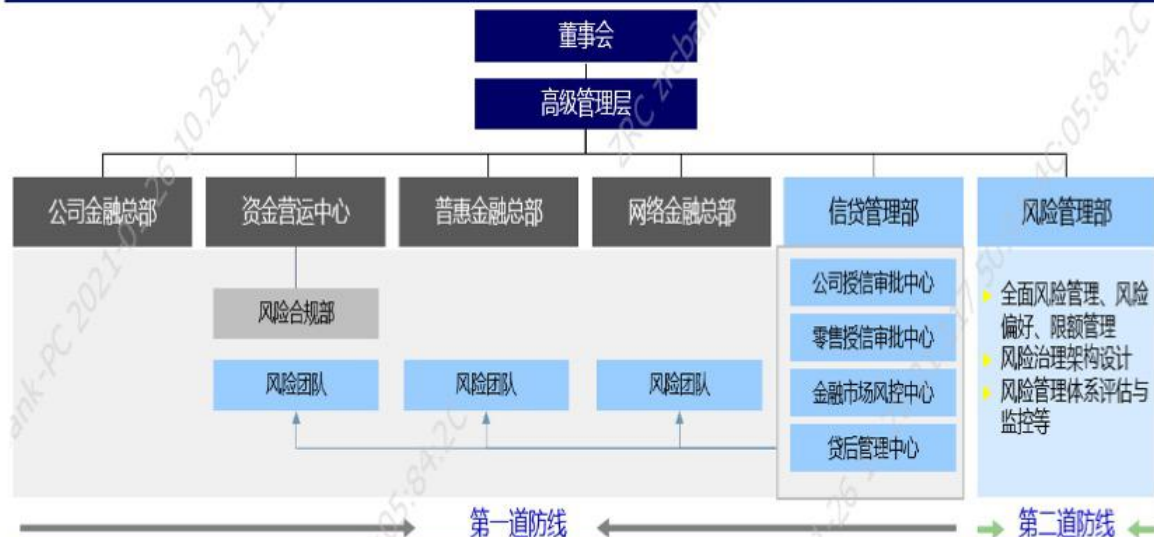 董事会
高级管理层
公司金融总部
资金营运中心
普惠金融总部
网络金融总部
信贷管理部
风险管理部
风险合规部
风险团队
风险团队
风险团队
公司授信审批中心
零售授信审批中心
金融市场风控中心
贷后管理中心
全面风险管理、风险
偏好、限额管理
风险治理架构设计
风险管理体系评估与
监控等
第一道防线
第二道防线